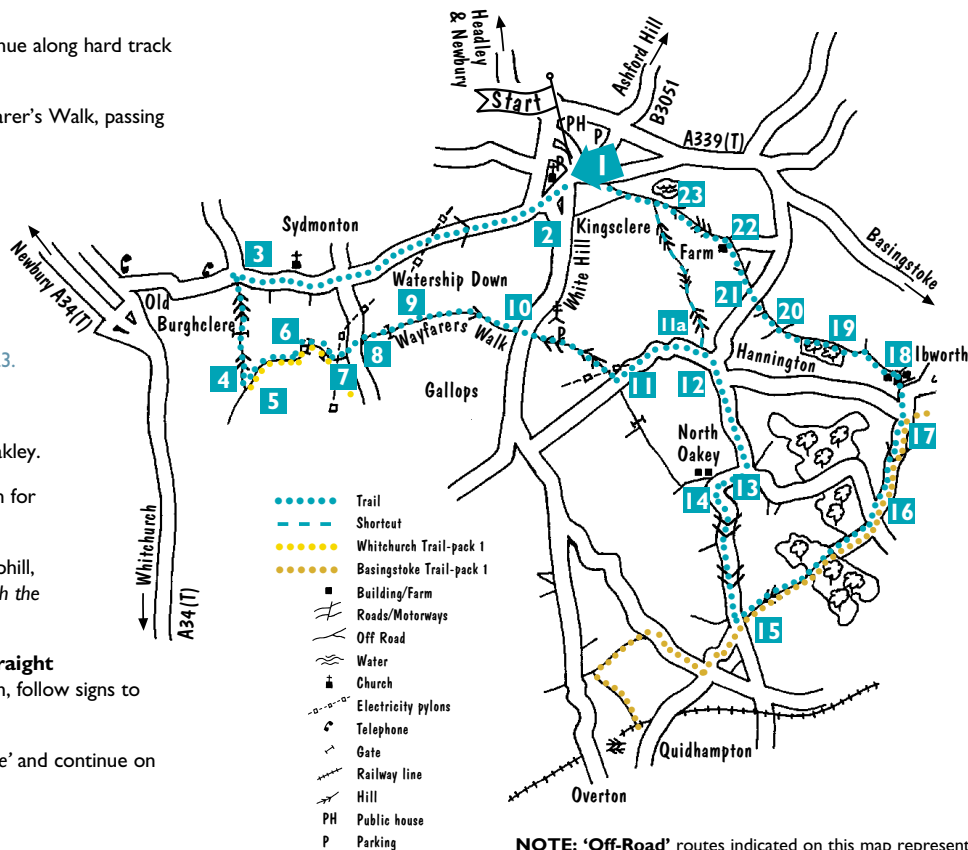 nue along hard track
arer's Walk, passing
23.
akley.
n for
phill,
h the
raight
n, follow signs to
e' and continue on
Headley
& Newbury
Ashford Hill
B3051
Start
PH
P
A339(T)
P
1
23
Sydmonton
2
Kingsclere
22
3
Farm
Basingstoke
Newbury A34(T)
White Hill
Watership Down
21
Old
Burghclere
9
10
20
19
6
Wayfarers Walk
P
11a
Hannington
18
Ibworth
4
5
7
8
Gallops
11
12
17
North
Oakey
13
14
16
Whitchurch
A34(T)
15
Quidhampton
Overton
Trail
Shortcut
Whitchurch Trail-pack 1
Basingstoke Trail-pack 1
Building/Farm
Roads/Motorways
Off Road
Water
Church
Electricity pylons
Telephone
Gate
Railway line
Hill
PH Public house
P Parking
NOTE: 'Off-Road' routes indicated on this map represent